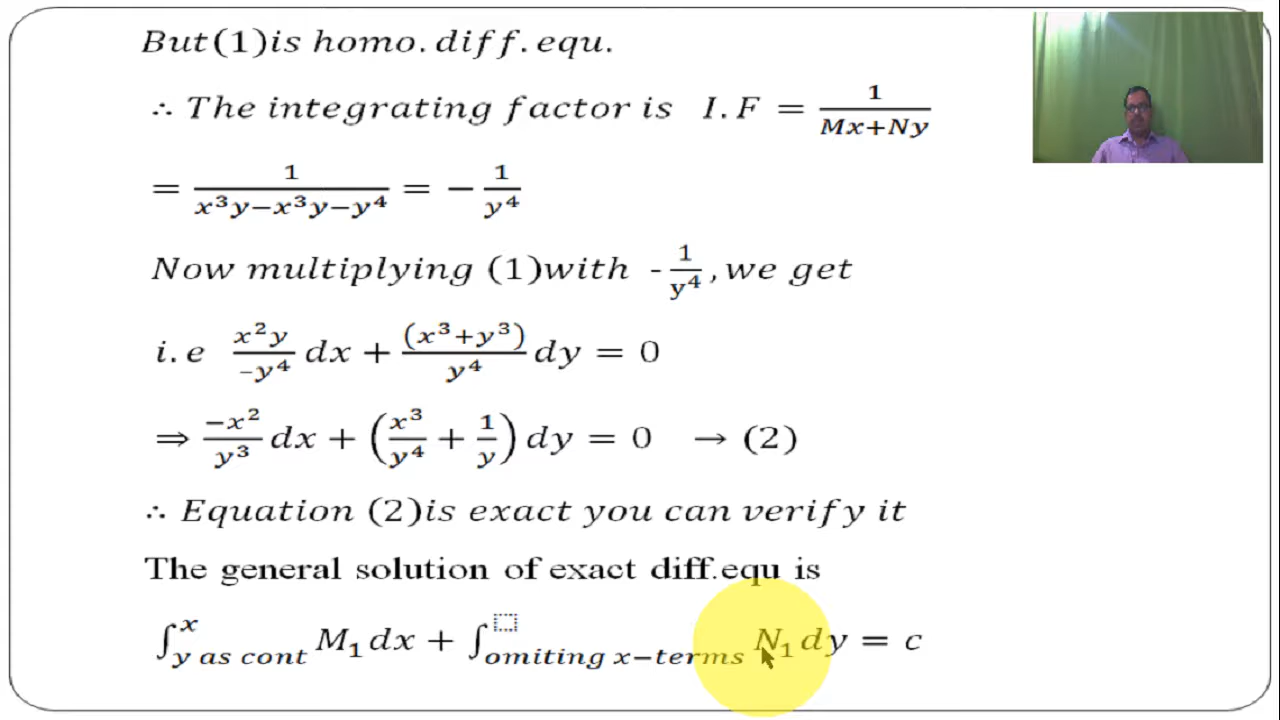 But(1)is homo.diff.equ.
∴ The integrating factor is I.F = 1/(Mx+Ny)
= 1/(x³y−x³y−y⁴) = − 1/y⁴
Now multiplying (1)with - 1/y⁴ ,we get
i.e x²y/-y⁴ dx + (x³+y³)/y⁴ dy = 0
⇒ −x²/y³ dx + (x³/y⁴ + 1/y) dy = 0 → (2)
∴ Equation (2)is exact you can verify it
The general solution of exact diff.equ is
∫ˣ y as cont M₁ dx + ∫ omiting x−terms N₁ dy = c